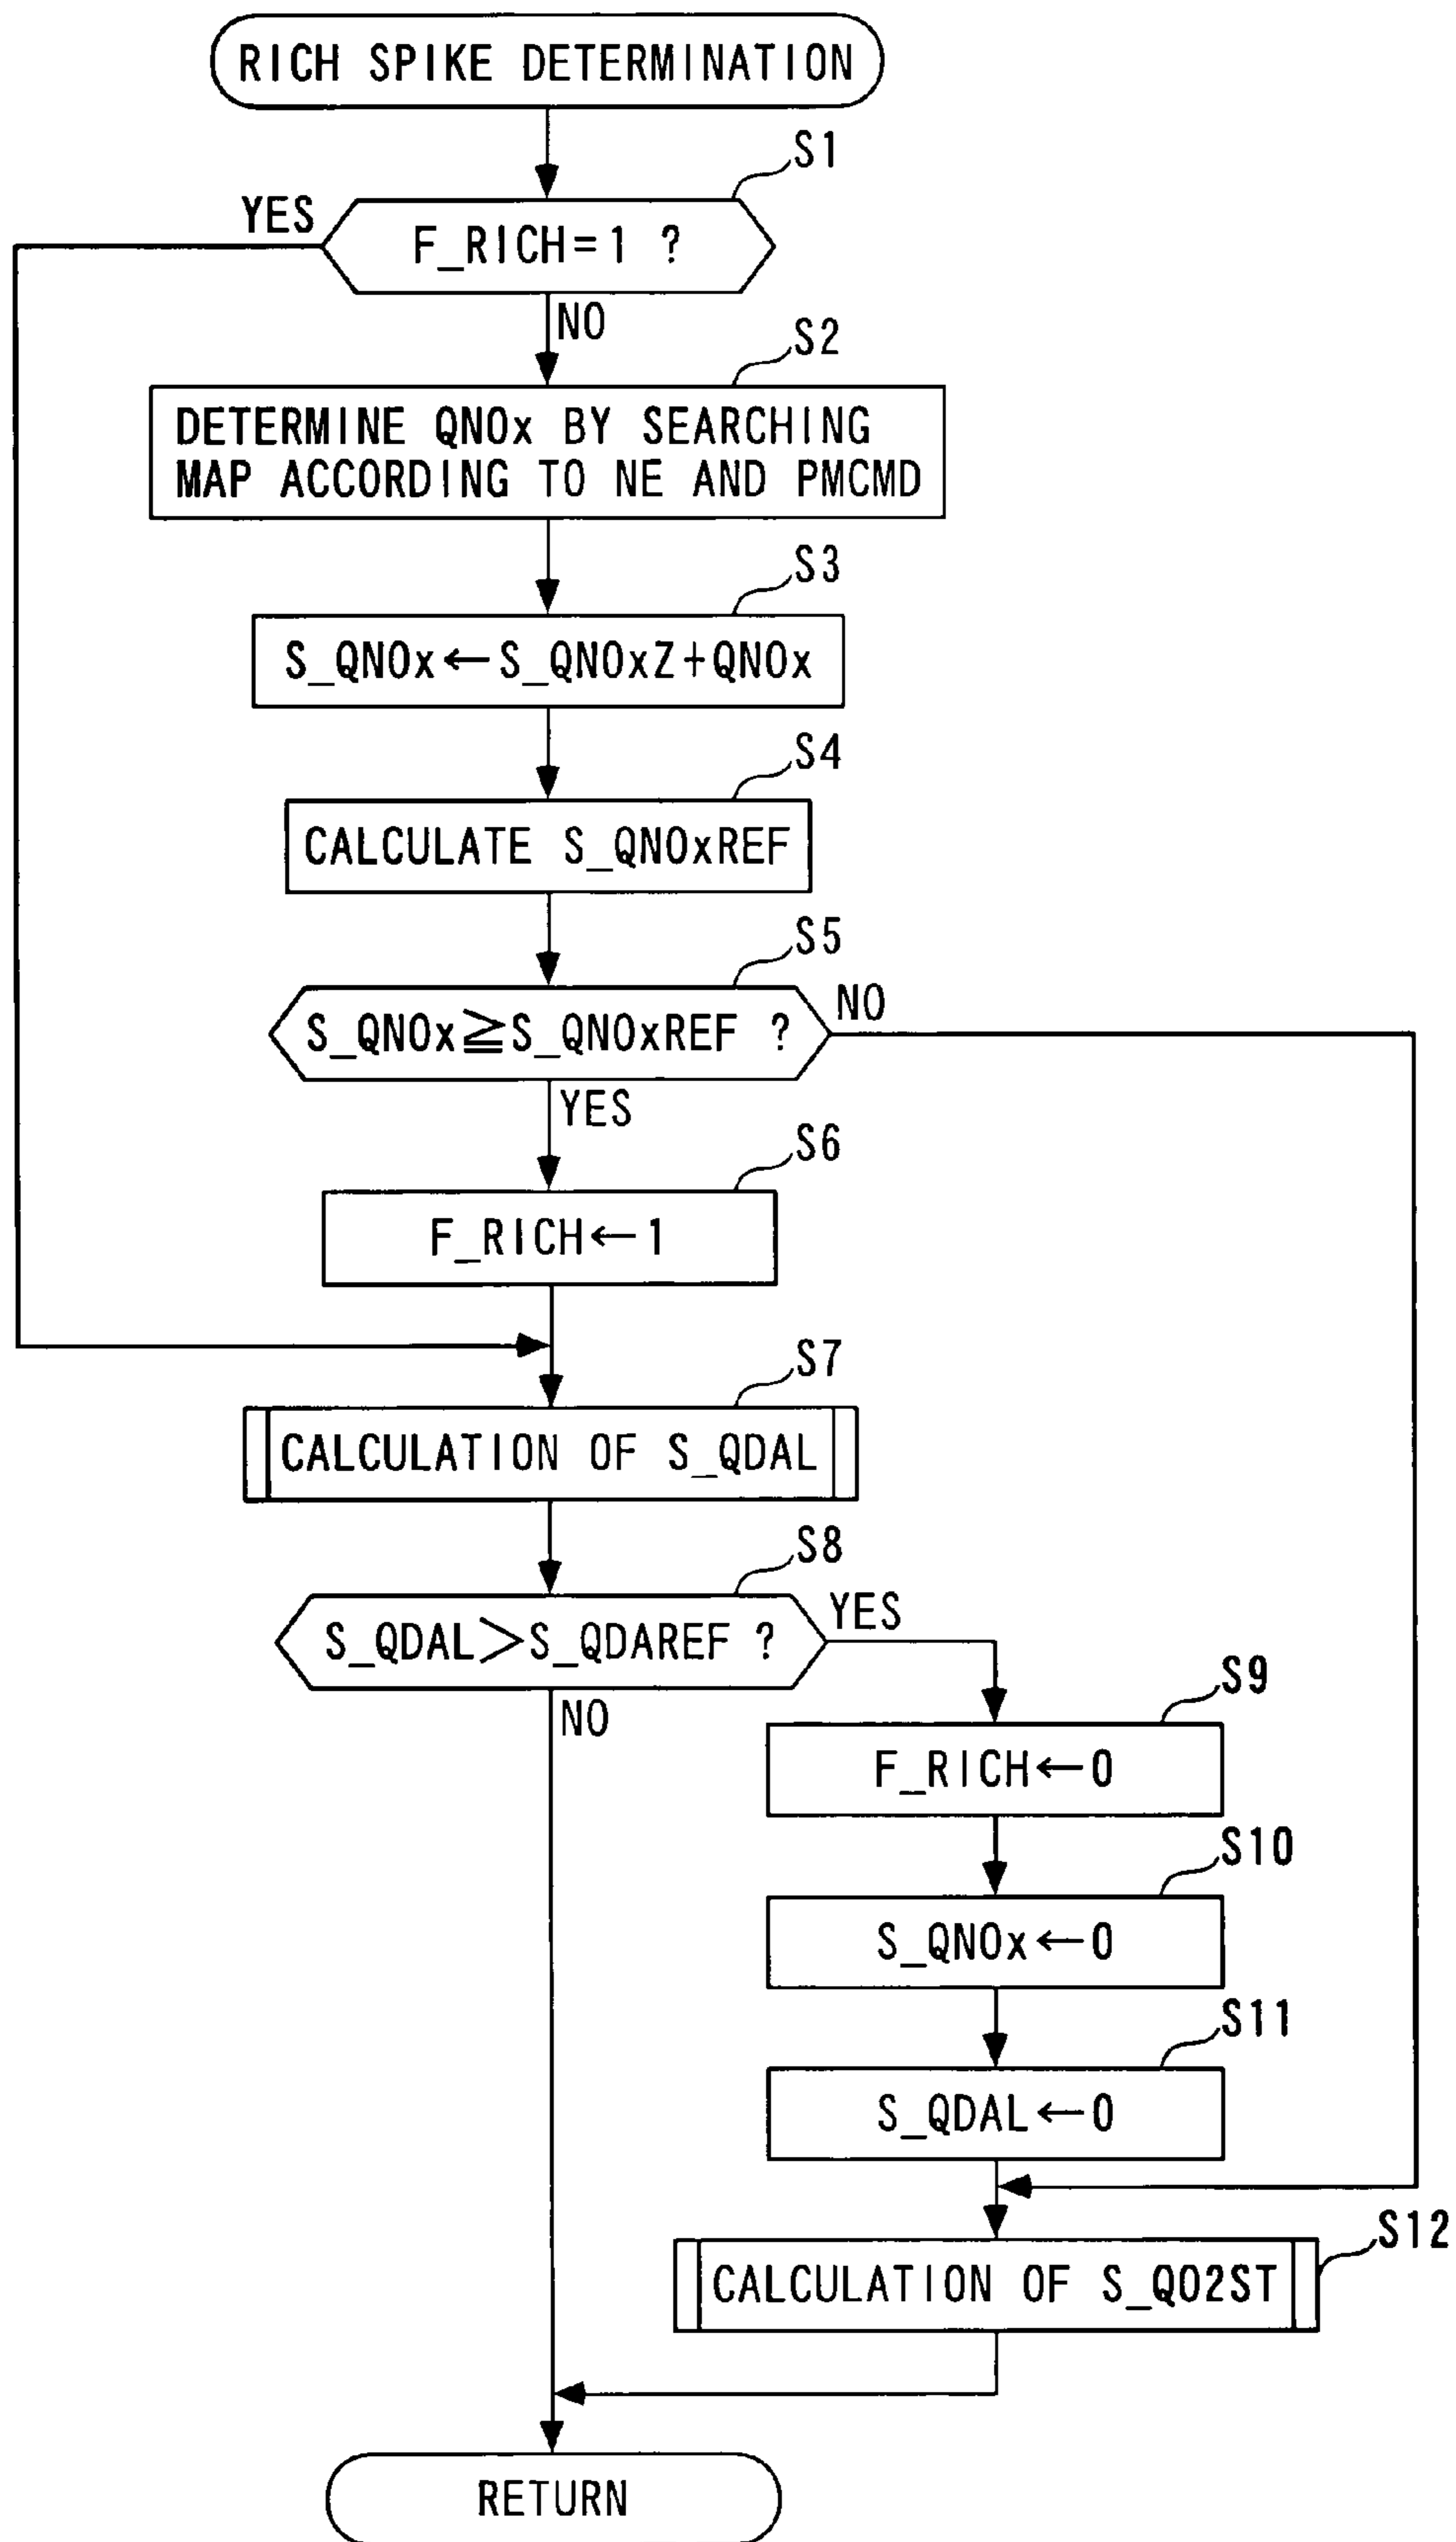 RICH SPIKE DETERMINATION
S1
YES
F_RICH=1 ?
NO
S2
DETERMINE QNOx BY SEARCHING
MAP ACCORDING TO NE AND PMCMD
S3
S_QNOx←S_QNOxZ+QNOx
S4
CALCULATE S_QNOxREF
S5
S_QNOx≧S_QNOxREF ?
NO
YES
S6
F_RICH←1
S7
CALCULATION OF S_QDAL
S8
S_QDAL>S_QDAREF ?
YES
NO
S9
F_RICH←0
S10
S_QNOx←0
S11
S_QDAL←0
S12
CALCULATION OF S_QO2ST
RETURN